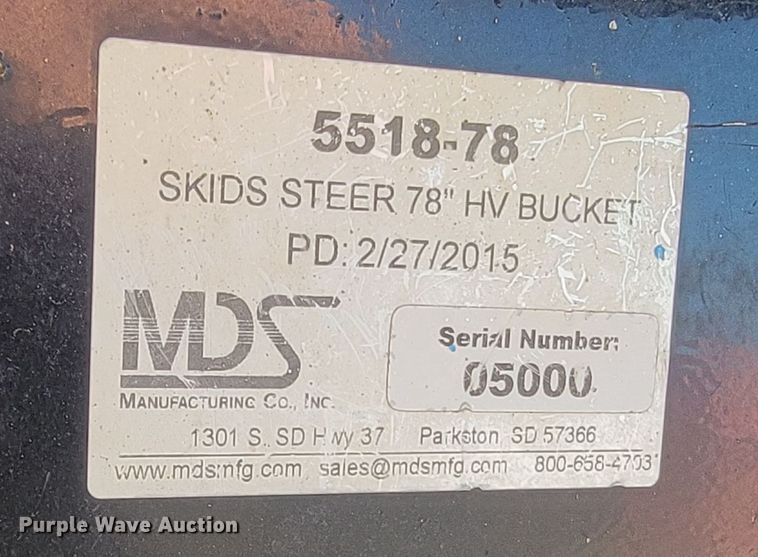 5518-78
SKIDS STEER 78" HV BUCKET
PD: 2/27/2015
MDS
MANUFACTURING CO., INC.
Serial Number:
05000
1301 S. SD Hwy 37 Parkston SD 57366
www.mdsmfg.com sales@mdsmfg.com 800-658-4703
Purple Wave Auction